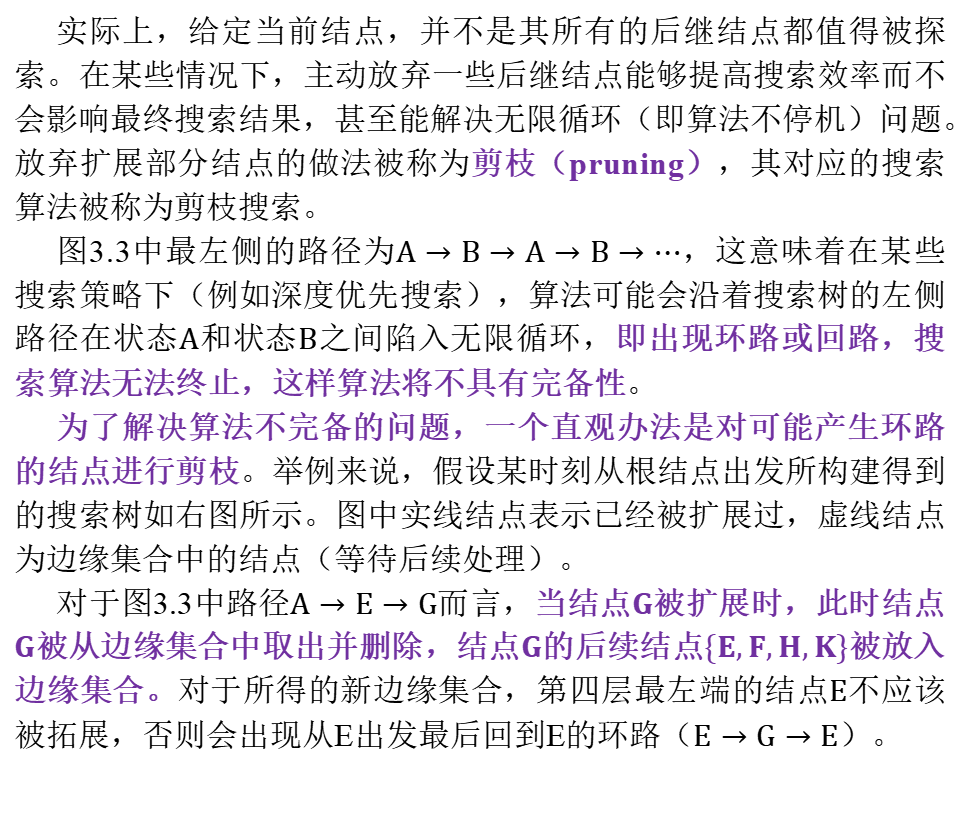 实际上，给定当前结点，并不是其所有的后继结点都值得被探
索。在某些情况下，主动放弃一些后继结点能够提高搜索效率而不
会影响最终搜索结果，甚至能解决无限循环（即算法不停机）问题。
放弃扩展部分结点的做法被称为剪枝（pruning），其对应的搜索
算法被称为剪枝搜索。
图3.3中最左侧的路径为A → B → A → B → ⋯，这意味着在某些
搜索策略下（例如深度优先搜索），算法可能会沿着搜索树的左侧
路径在状态A和状态B之间陷入无限循环，即出现环路或回路，搜
索算法无法终止，这样算法将不具有完备性。
为了解决算法不完备的问题，一个直观办法是对可能产生环路
的结点进行剪枝。举例来说，假设某时刻从根结点出发所构建得到
的搜索树如右图所示。图中实线结点表示已经被扩展过，虚线结点
为边缘集合中的结点（等待后续处理）。
对于图3.3中路径A → E → G而言，当结点G被扩展时，此时结点
G被从边缘集合中取出并删除，结点G的后续结点{E, F, H, K}被放入
边缘集合。对于所得的新边缘集合，第四层最左端的结点E不应该
被拓展，否则会出现从E出发最后回到E的环路（E → G → E）。